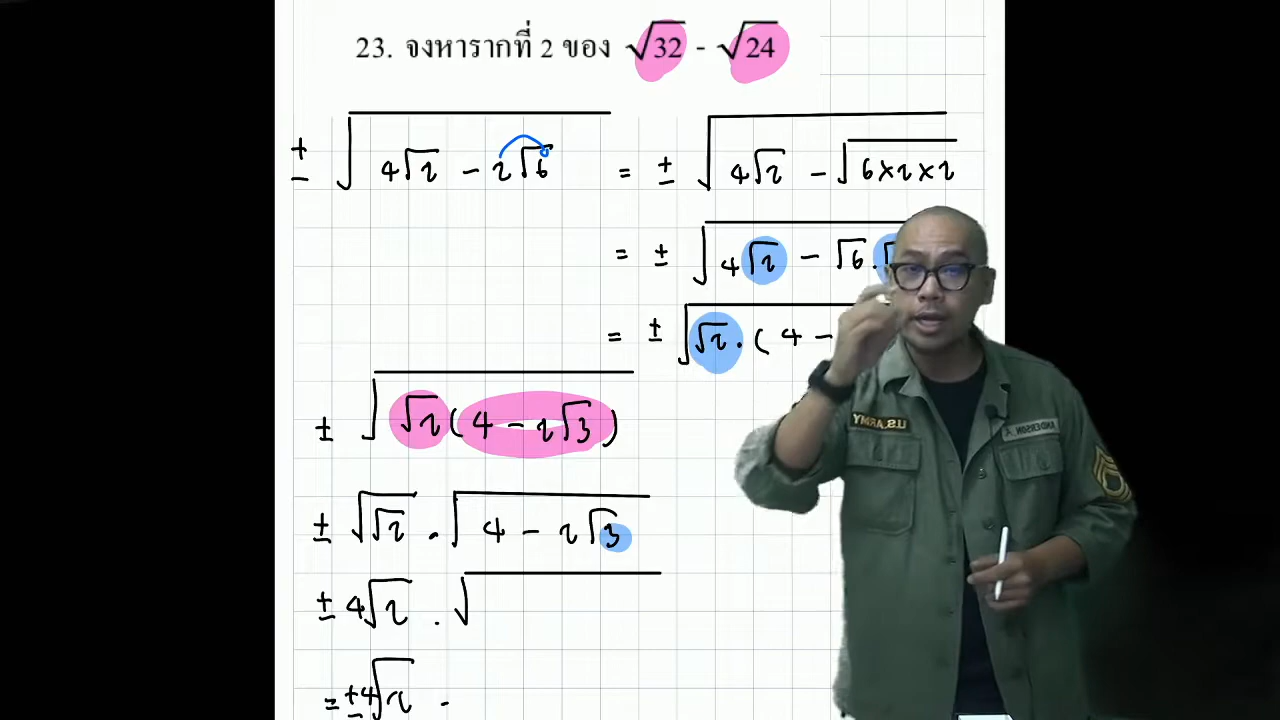 23. จงหารากที่ 2 ของ √32 - √24
± √(4√2 - 2√6) = ± √(4√2 - √(6×2×2))
= ± √(4√2 - √6 .
= ± √(√2 . (4 -
± √(√2(4 - 2√3))
± √√2 . √(4 - 2√3)
± ⁴√2 . √
= ± ⁴√2 -
U.S. ARMY
ANDERSON A.